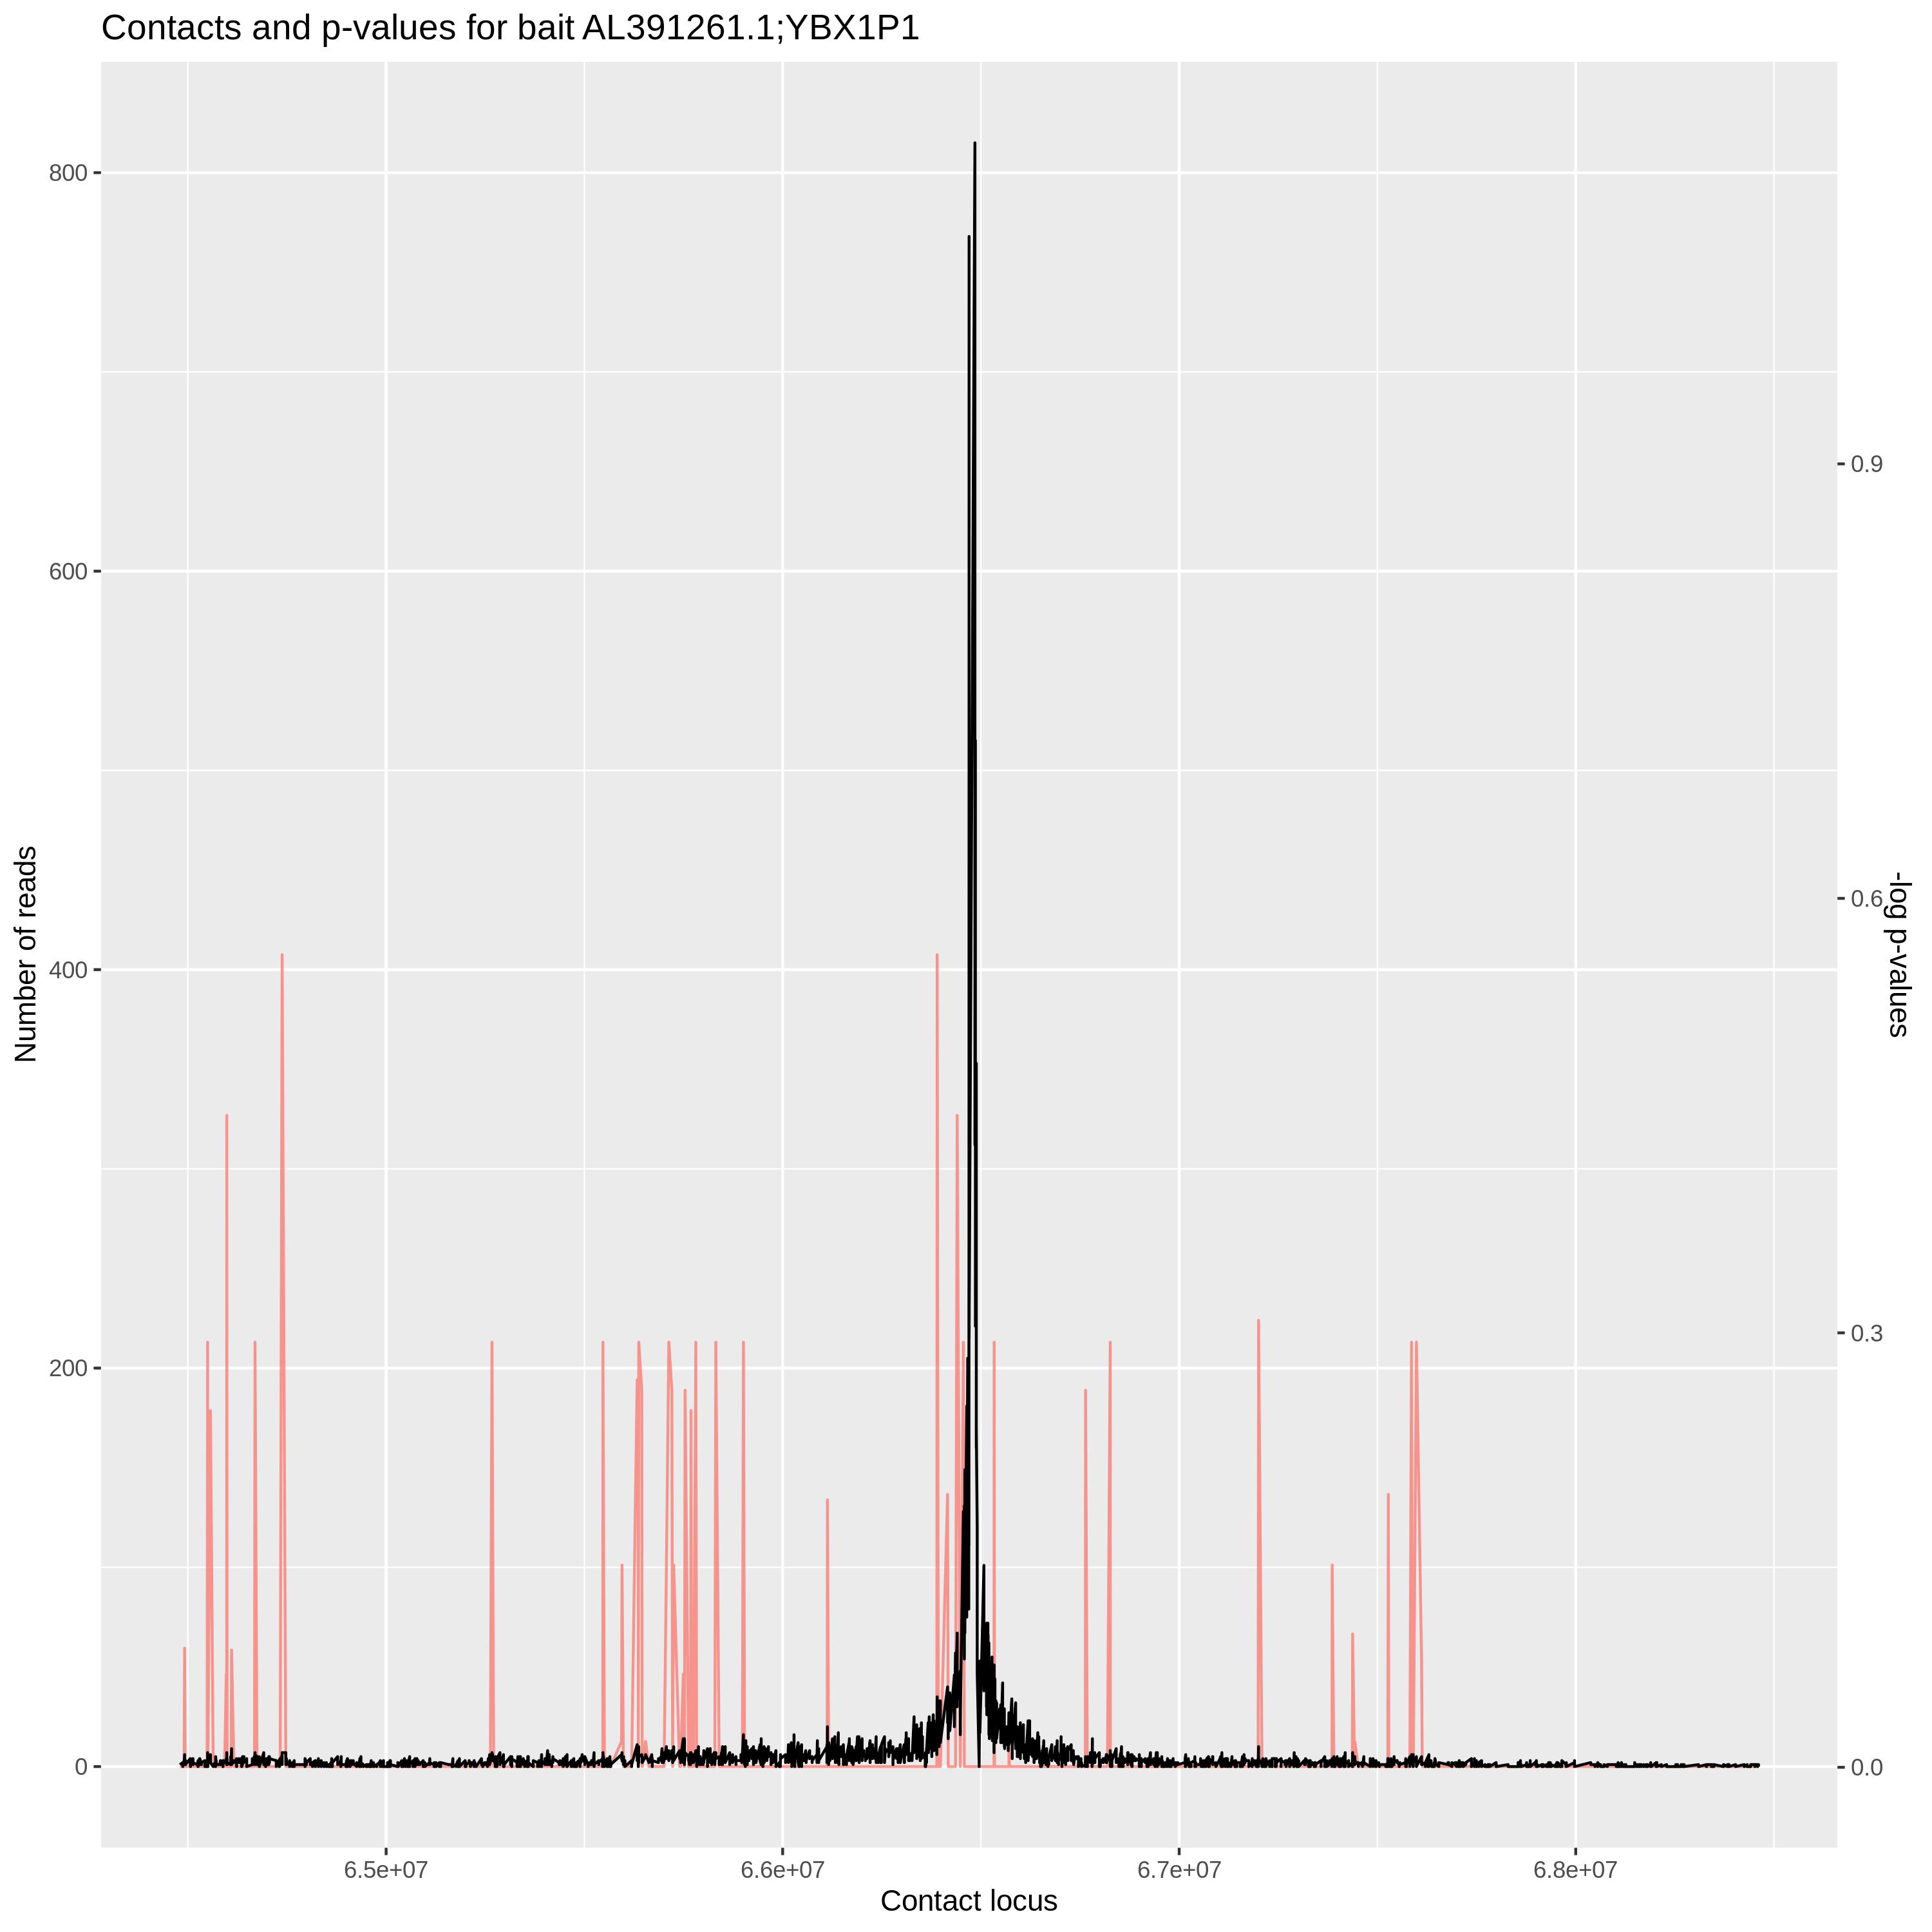 Contacts and p-values for bait AL391261.1;YBX1P1
800
600
400
200
0
Number of reads
0.9
0.6
0.3
0.0
-log p-values
6.5e+07
6.6e+07
6.7e+07
6.8e+07
Contact locus